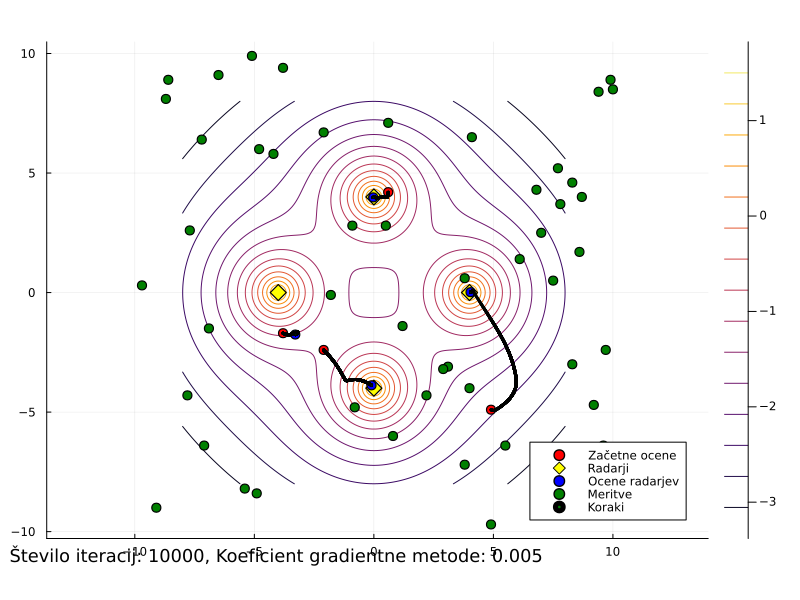 10
5
0
−5
−10
−10
−5
0
5
10
1
0
−1
−2
−3
Začetne ocene
Radarji
Ocene radarjev
Meritve
Koraki
Število iteracij: 10000, Koeficient gradientne metode: 0.005